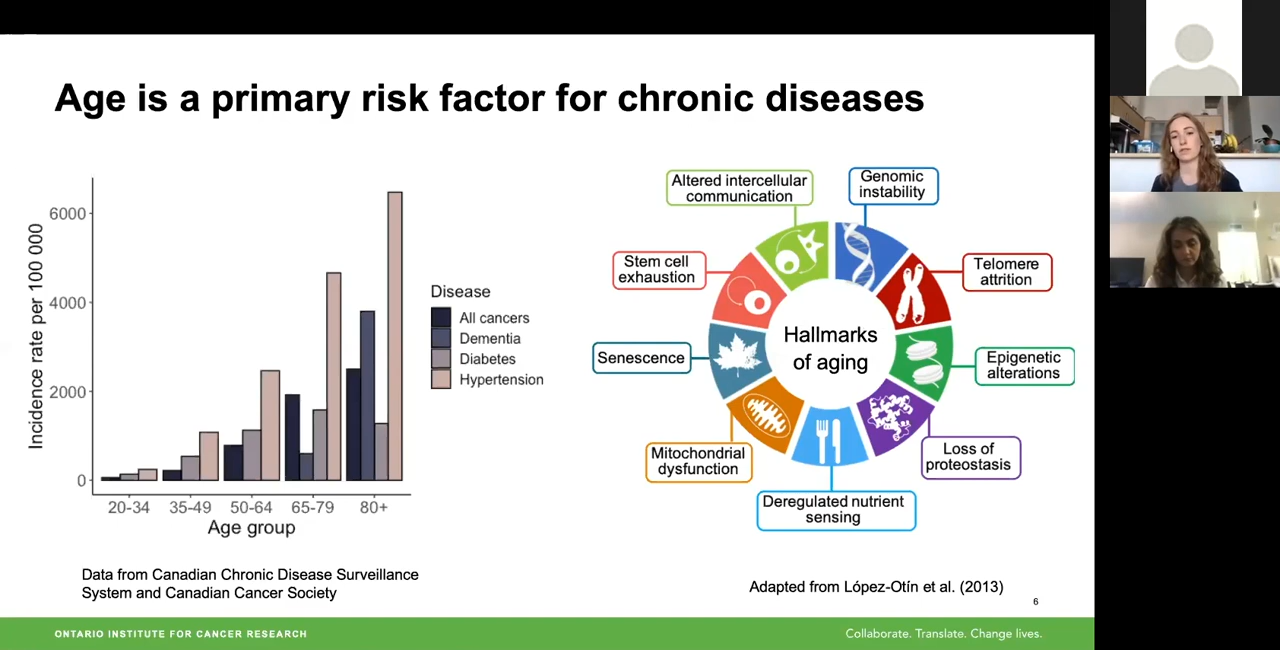 Age is a primary risk factor for chronic diseases
Incidence rate per 100 000
6000
4000
2000
0
20-34 35-49 50-64 65-79 80+
Age group
Disease
All cancers
Dementia
Diabetes
Hypertension
Data from Canadian Chronic Disease Surveillance
System and Canadian Cancer Society
Altered intercellular
communication
Genomic
instability
Stem cell
exhaustion
Telomere
attrition
Hallmarks
of aging
Senescence
Epigenetic
alterations
Mitochondrial
dysfunction
Loss of
proteostasis
Deregulated nutrient
sensing
Adapted from López-Otín et al. (2013)
6
ONTARIO INSTITUTE FOR CANCER RESEARCH
Collaborate. Translate. Change lives.